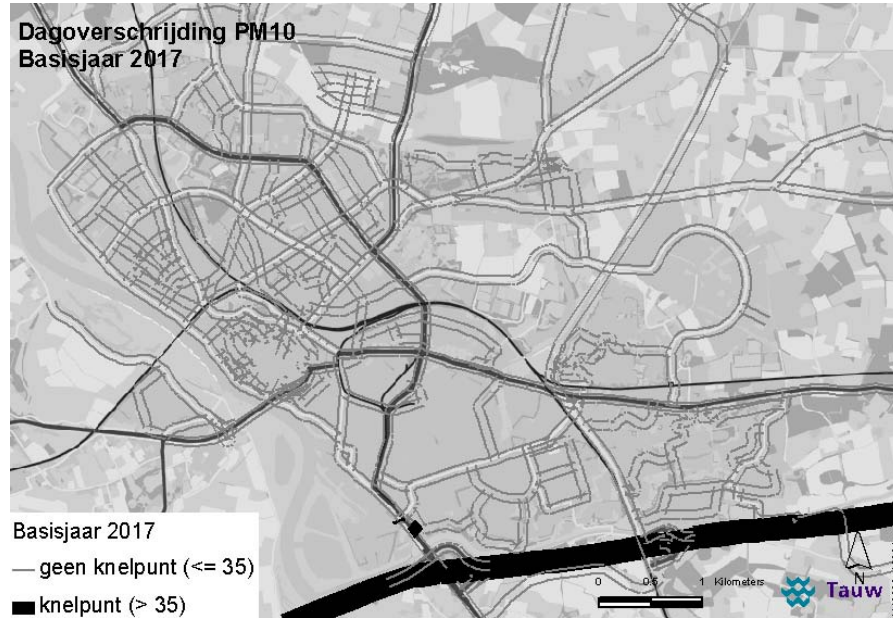 Dagoverschrijding PM10
Basisjaar 2017
Basisjaar 2017
geen knelpunt (<= 35)
knelpunt (> 35)
0 0.5 1 Kilometers
N
Tauw